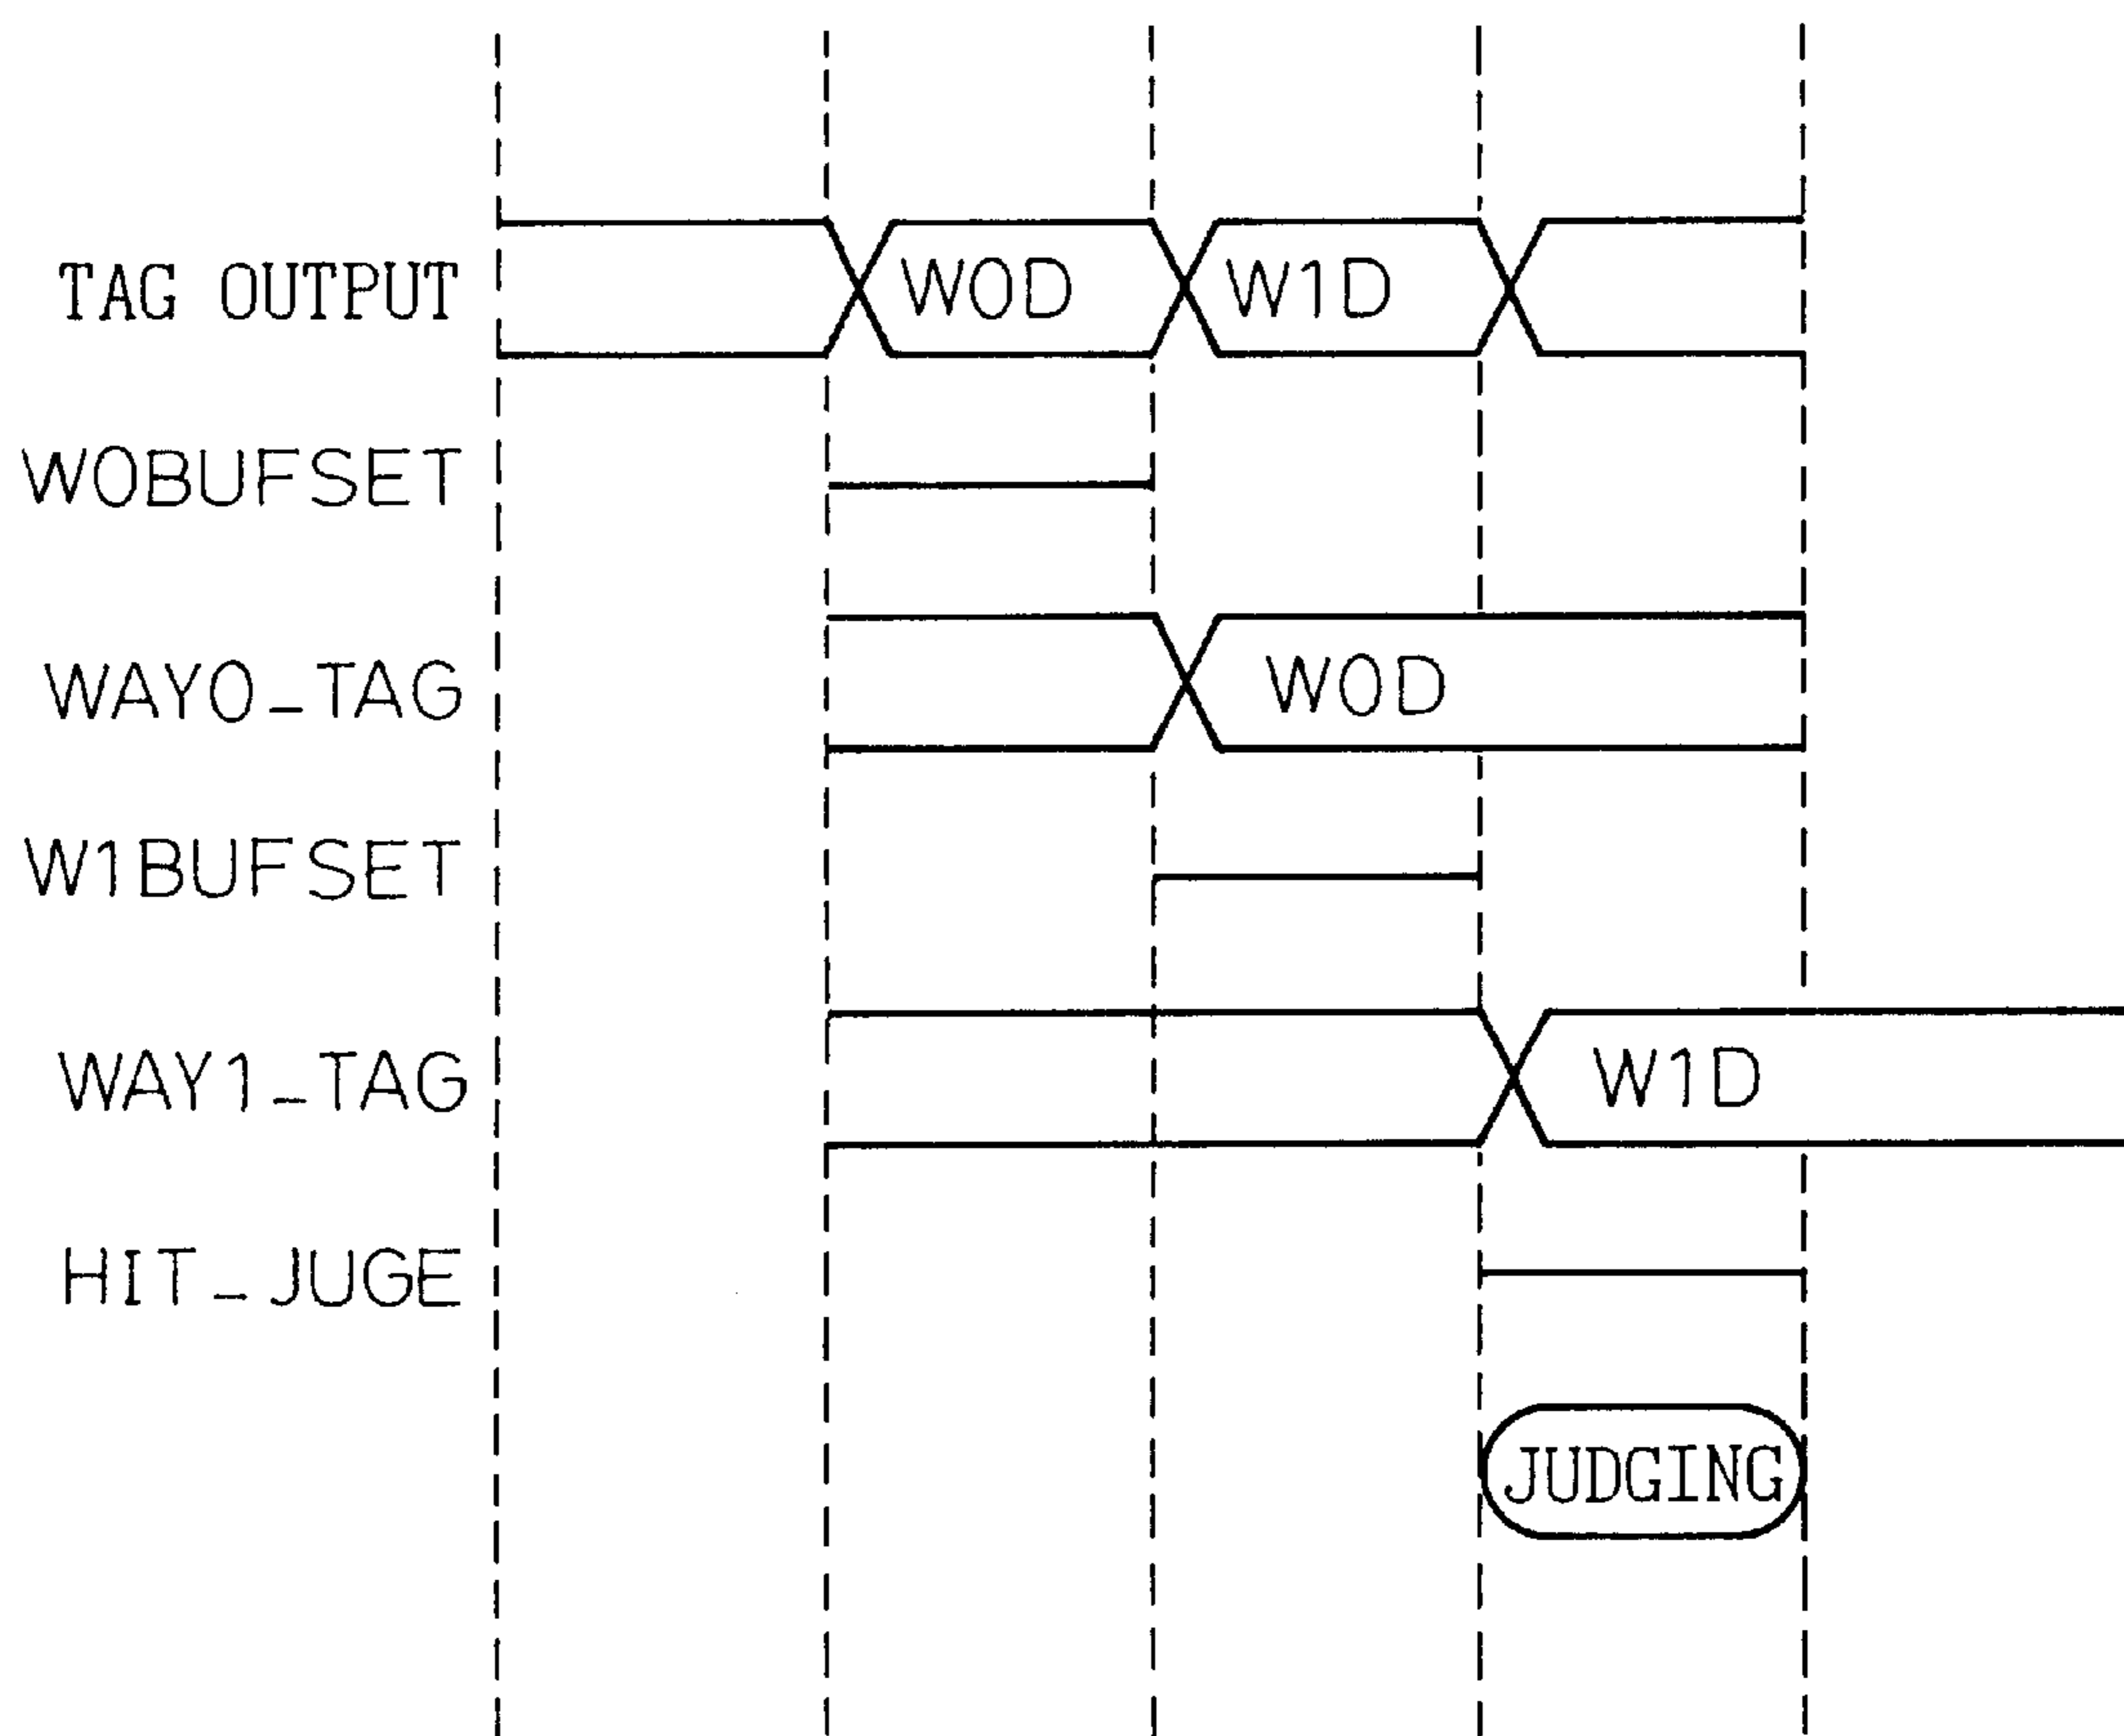 TAG OUTPUT W0D W1D
W0BUFSET
WAY0_TAG W0D
W1BUFSET
WAY1_TAG W1D
HIT_JUGE
JUDGING